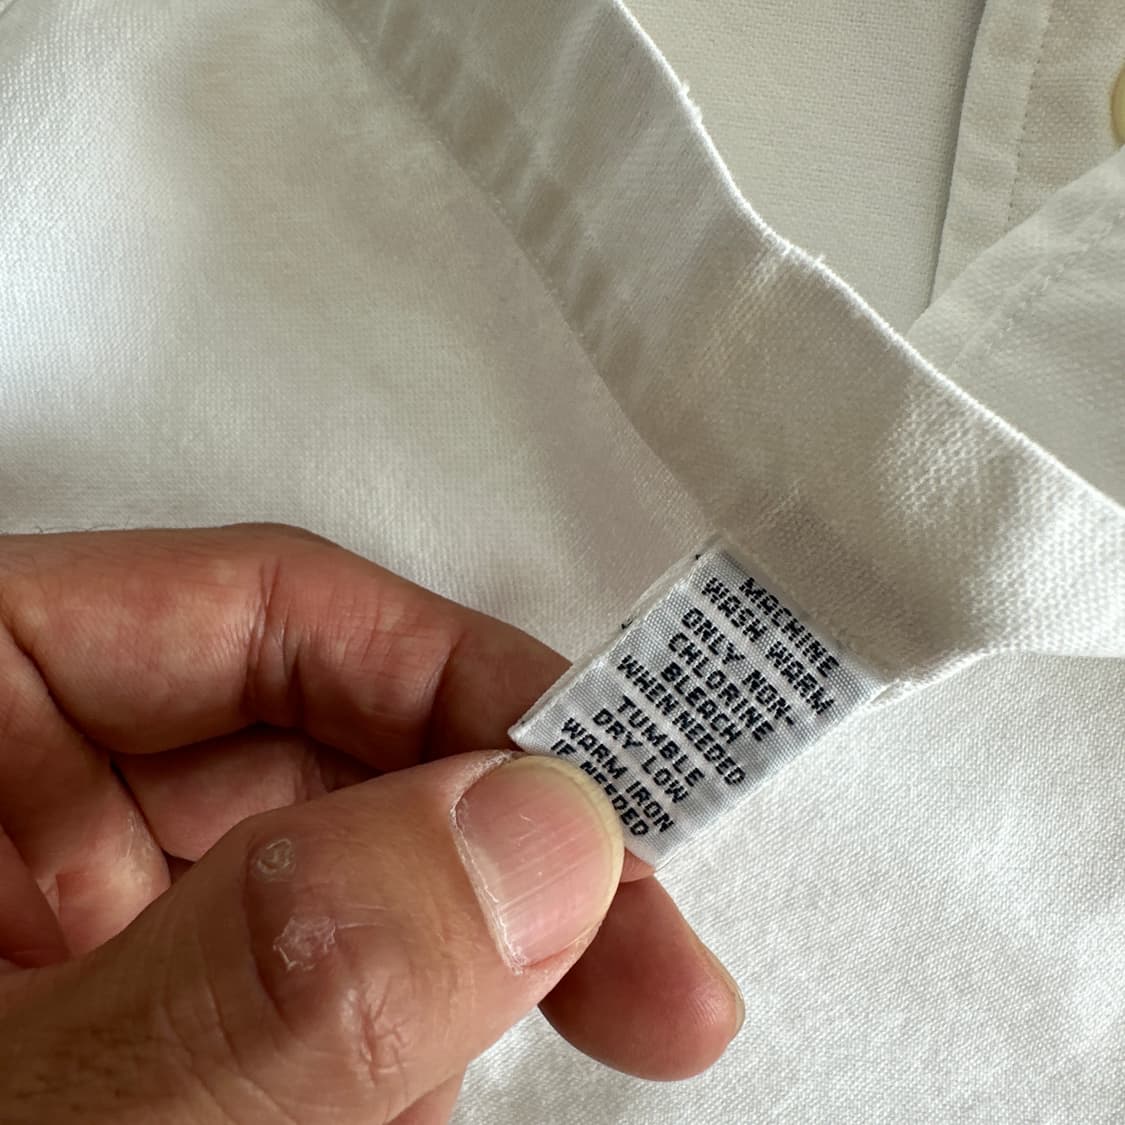 MACHINE
WASH WARM
ONLY NON-
CHLORINE
BLEACH
WHEN NEEDED
TUMBLE
DRY LOW
WARM IRON
IF NEEDED